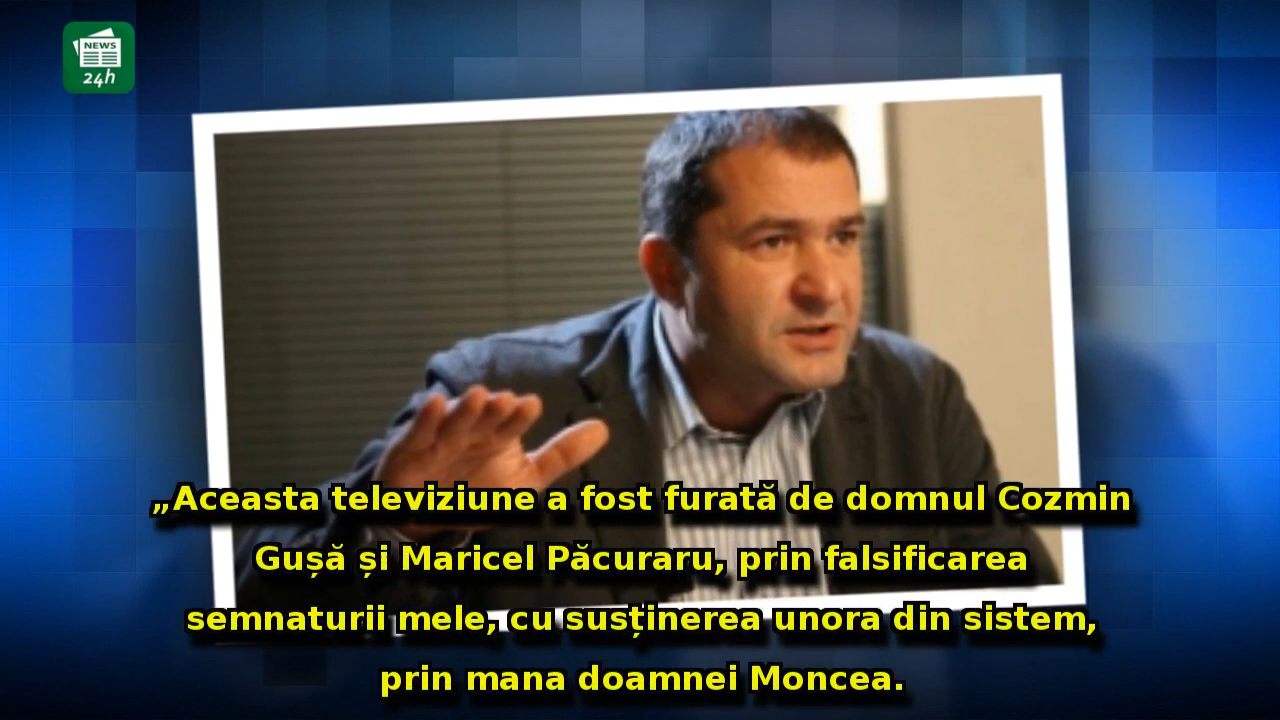 NEWS
24h
„Aceasta televiziune a fost furată de domnul Cozmin
Gușă și Maricel Păcuraru, prin falsificarea
semnaturii mele, cu susținerea unora din sistem,
prin mana doamnei Moncea.